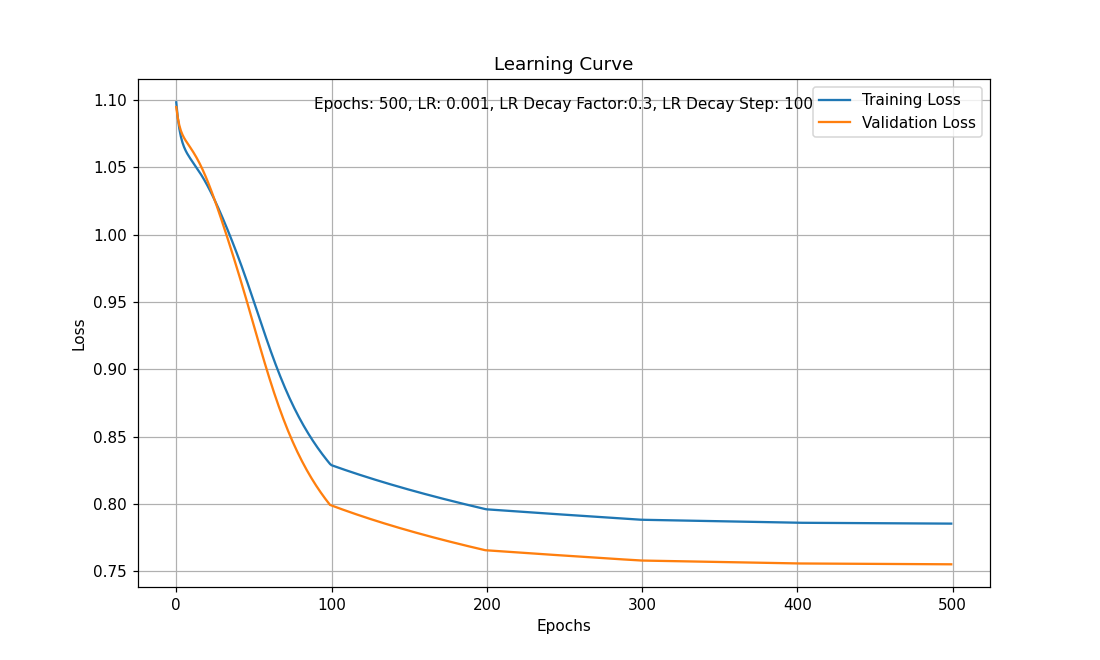 Learning Curve
Epochs: 500, LR: 0.001, LR Decay Factor:0.3, LR Decay Step: 100
Training Loss
Validation Loss
1.10
1.05
1.00
0.95
0.90
0.85
0.80
0.75
Loss
0 100 200 300 400 500
Epochs